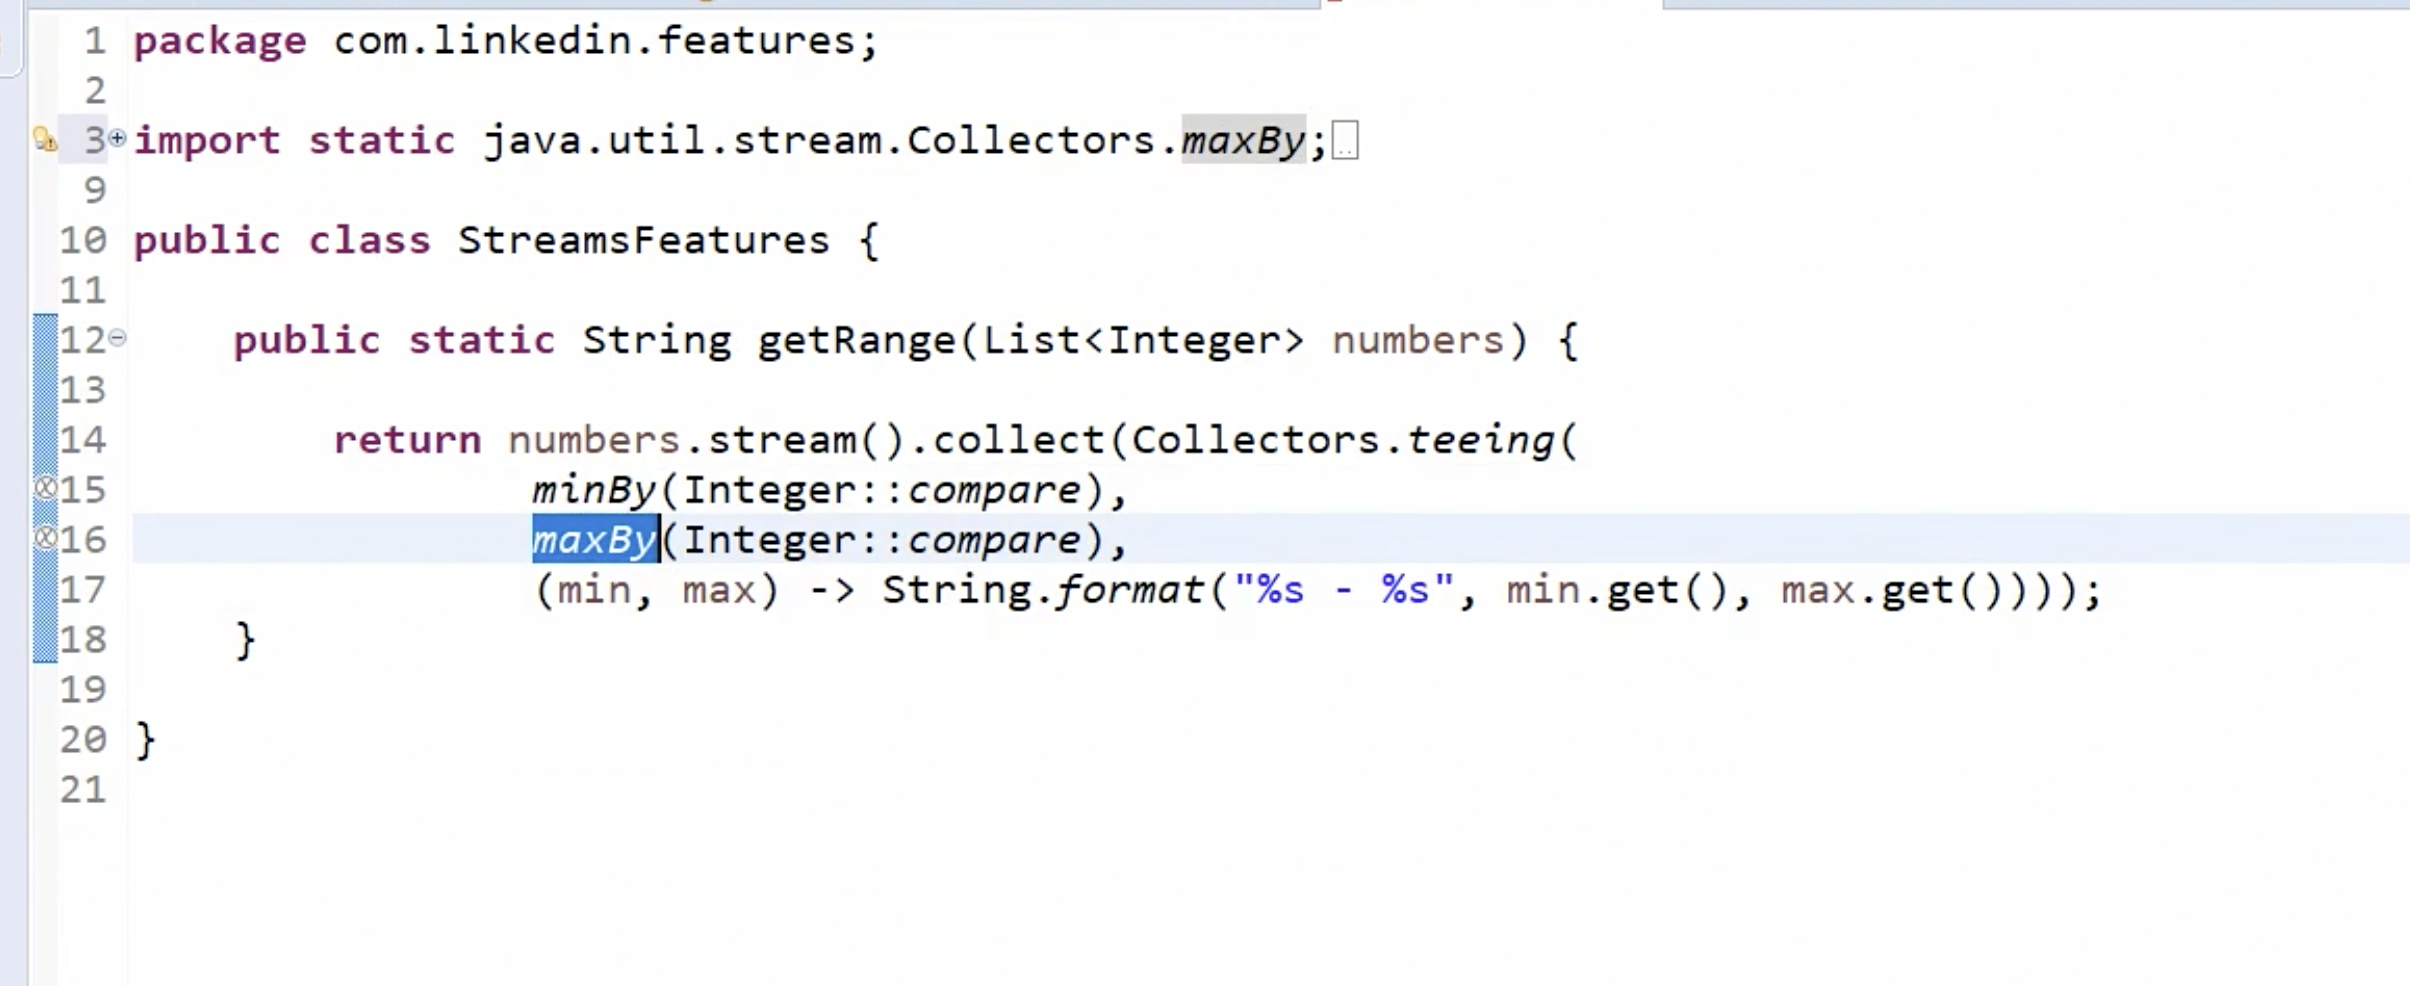 1 package com.linkedin.features;
2
3 import static java.util.stream.Collectors.maxBy;
9
10 public class StreamsFeatures {
11
12 public static String getRange(List<Integer> numbers) {
13
14 return numbers.stream().collect(Collectors.teeing(
15 minBy(Integer::compare),
16 maxBy(Integer::compare),
17 (min, max) -> String.format("%s - %s", min.get(), max.get())));
18 }
19
20 }
21